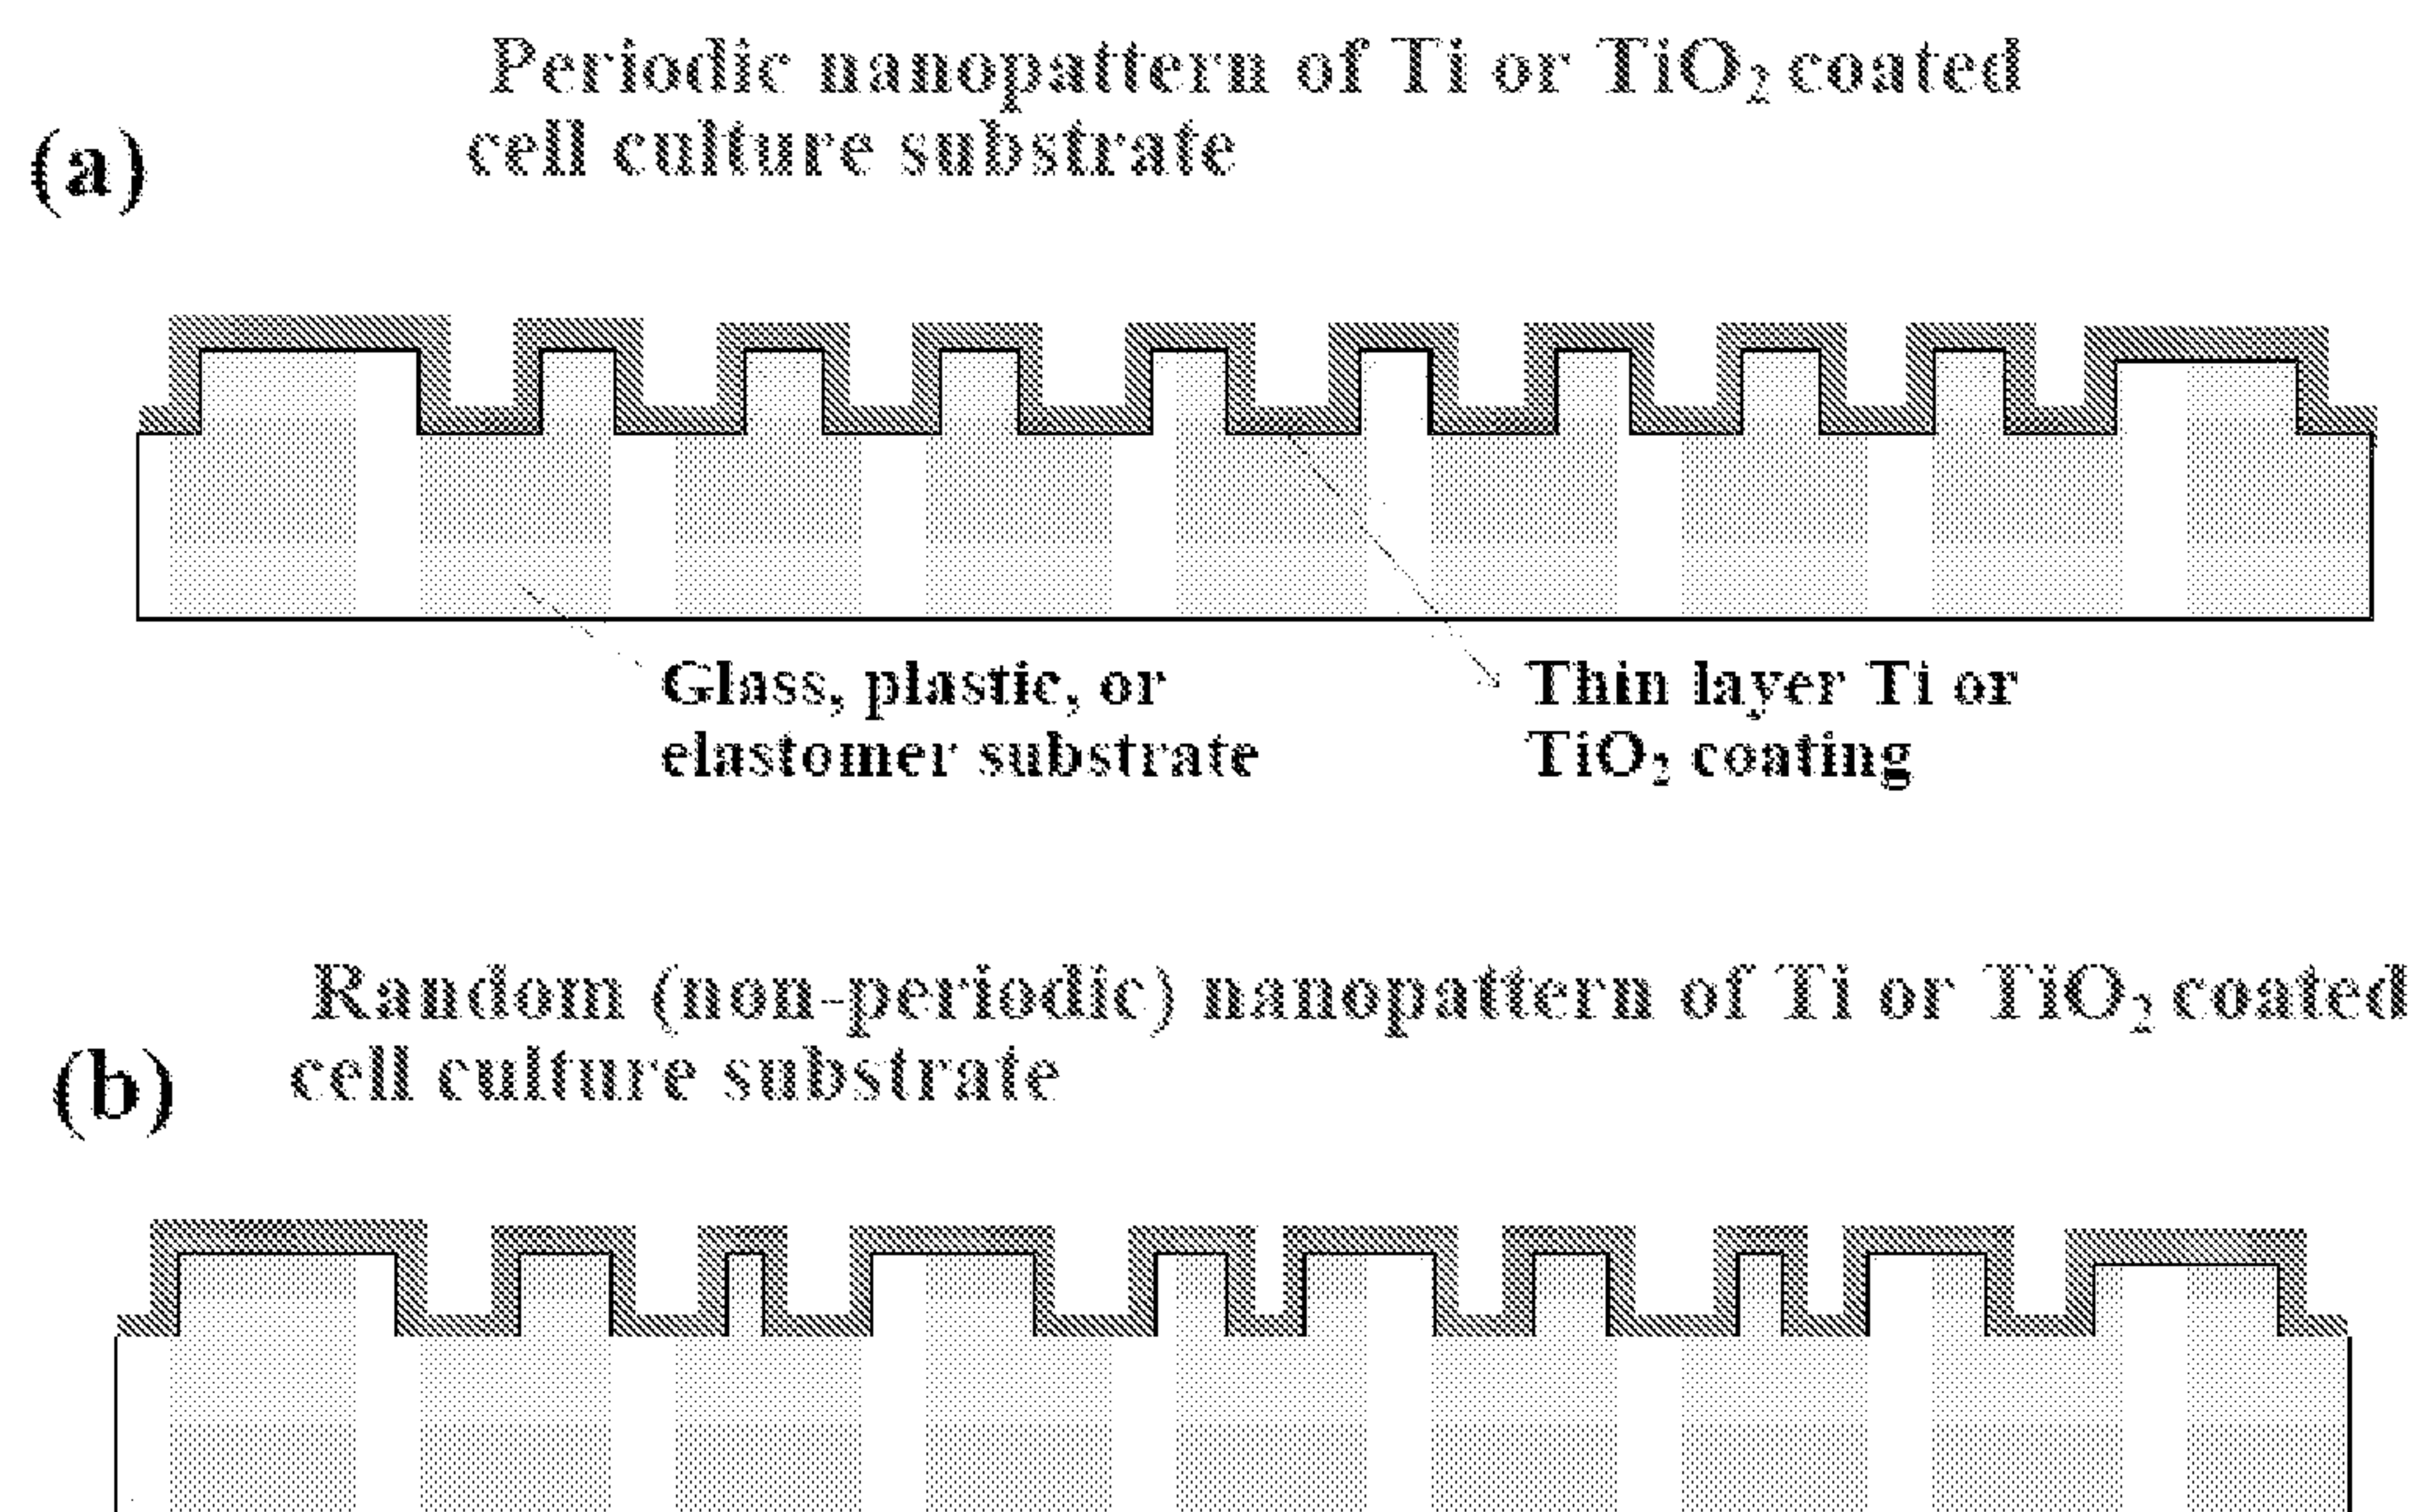 Periodic nanopattern of Ti or TiO₂ coated
(a)
cell culture substrate
Glass, plastic, or
elastomer substrate
Thin layer Ti or
TiO₂ coating
Random (non-periodic) nanopattern of Ti or TiO₂ coated
(b)
cell culture substrate